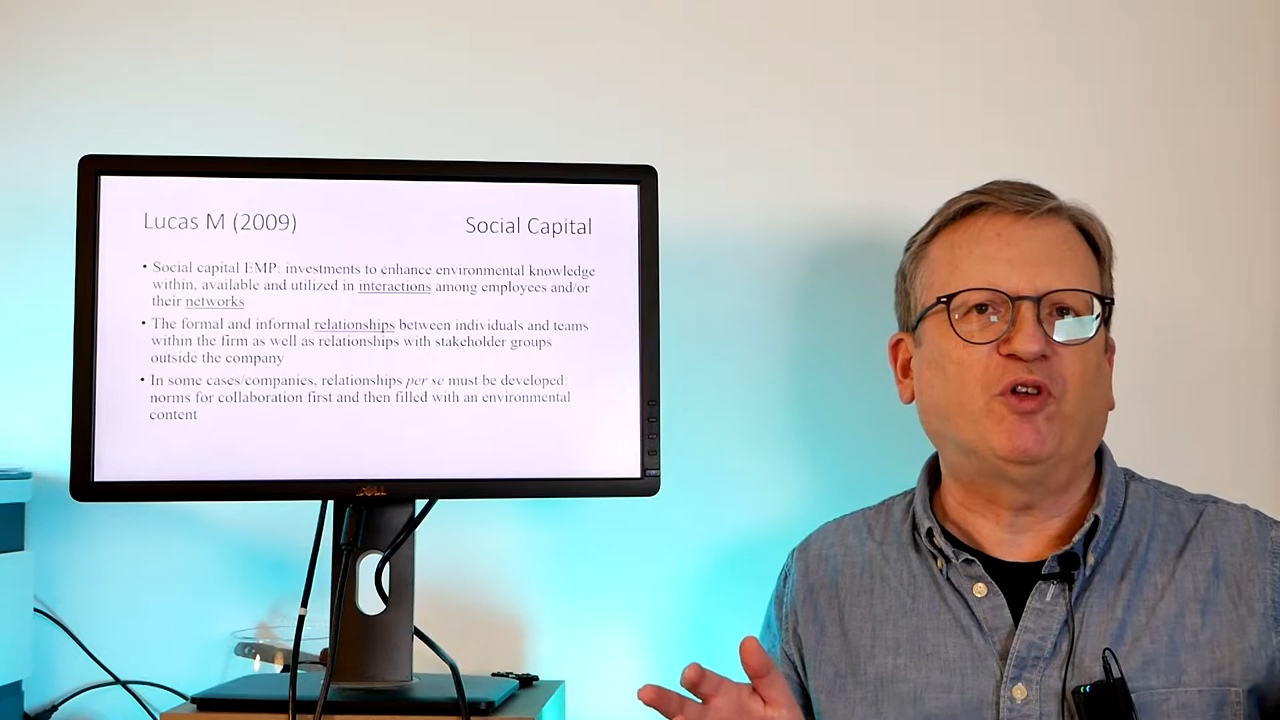 Lucas M (2009) Social Capital
• Social capital EMP: investments to enhance environmental knowledge
within, available and utilized in interactions among employees and/or
their networks
• The formal and informal relationships between individuals and teams
within the firm as well as relationships with stakeholder groups
outside the company
• In some cases/companies, relationships per se must be developed:
norms for collaboration first and then filled with an environmental
content
DELL